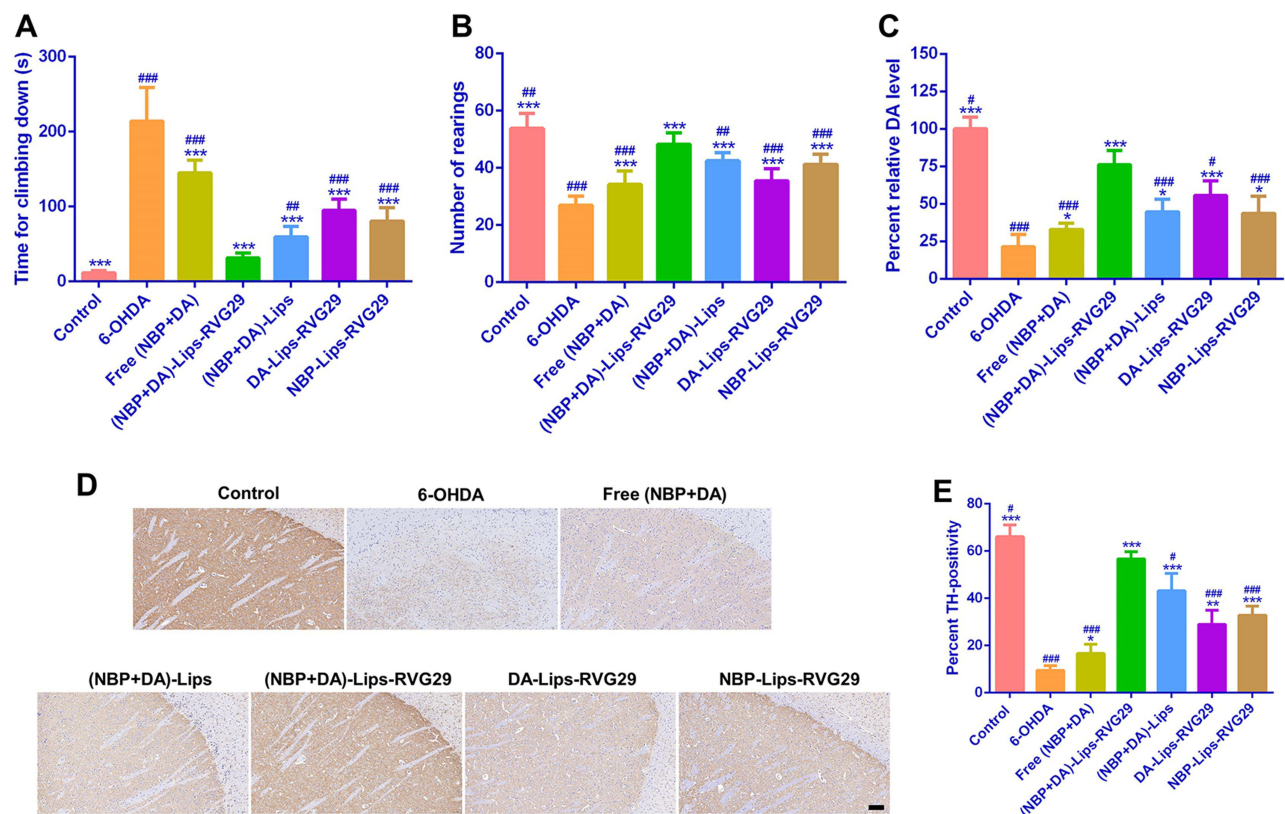 A
Time for climbing down (s)
300
200
100
0
***
###
###
***
***
##
***
###
***
###
***
Control
6-OHDA
Free (NBP+DA)
(NBP+DA)-Lips-RVG29
(NBP+DA)-Lips
DA-Lips-RVG29
NBP-Lips-RVG29
B
Number of rearings
80
60
40
20
0
##
***
###
###
***
***
##
***
###
***
###
***
Control
6-OHDA
Free (NBP+DA)
(NBP+DA)-Lips-RVG29
(NBP+DA)-Lips
DA-Lips-RVG29
NBP-Lips-RVG29
C
Percent relative DA level
150
125
100
75
50
25
0
#
***
###
###
*
***
###
*
#
***
###
*
Control
6-OHDA
Free (NBP+DA)
(NBP+DA)-Lips-RVG29
(NBP+DA)-Lips
DA-Lips-RVG29
NBP-Lips-RVG29
D
Control
6-OHDA
Free (NBP+DA)
(NBP+DA)-Lips
(NBP+DA)-Lips-RVG29
DA-Lips-RVG29
NBP-Lips-RVG29
E
Percent TH-positivity
80
60
40
20
0
#
***
###
###
*
***
#
***
###
**
###
***
Control
6-OHDA
Free (NBP+DA)
(NBP+DA)-Lips-RVG29
(NBP+DA)-Lips
DA-Lips-RVG29
NBP-Lips-RVG29